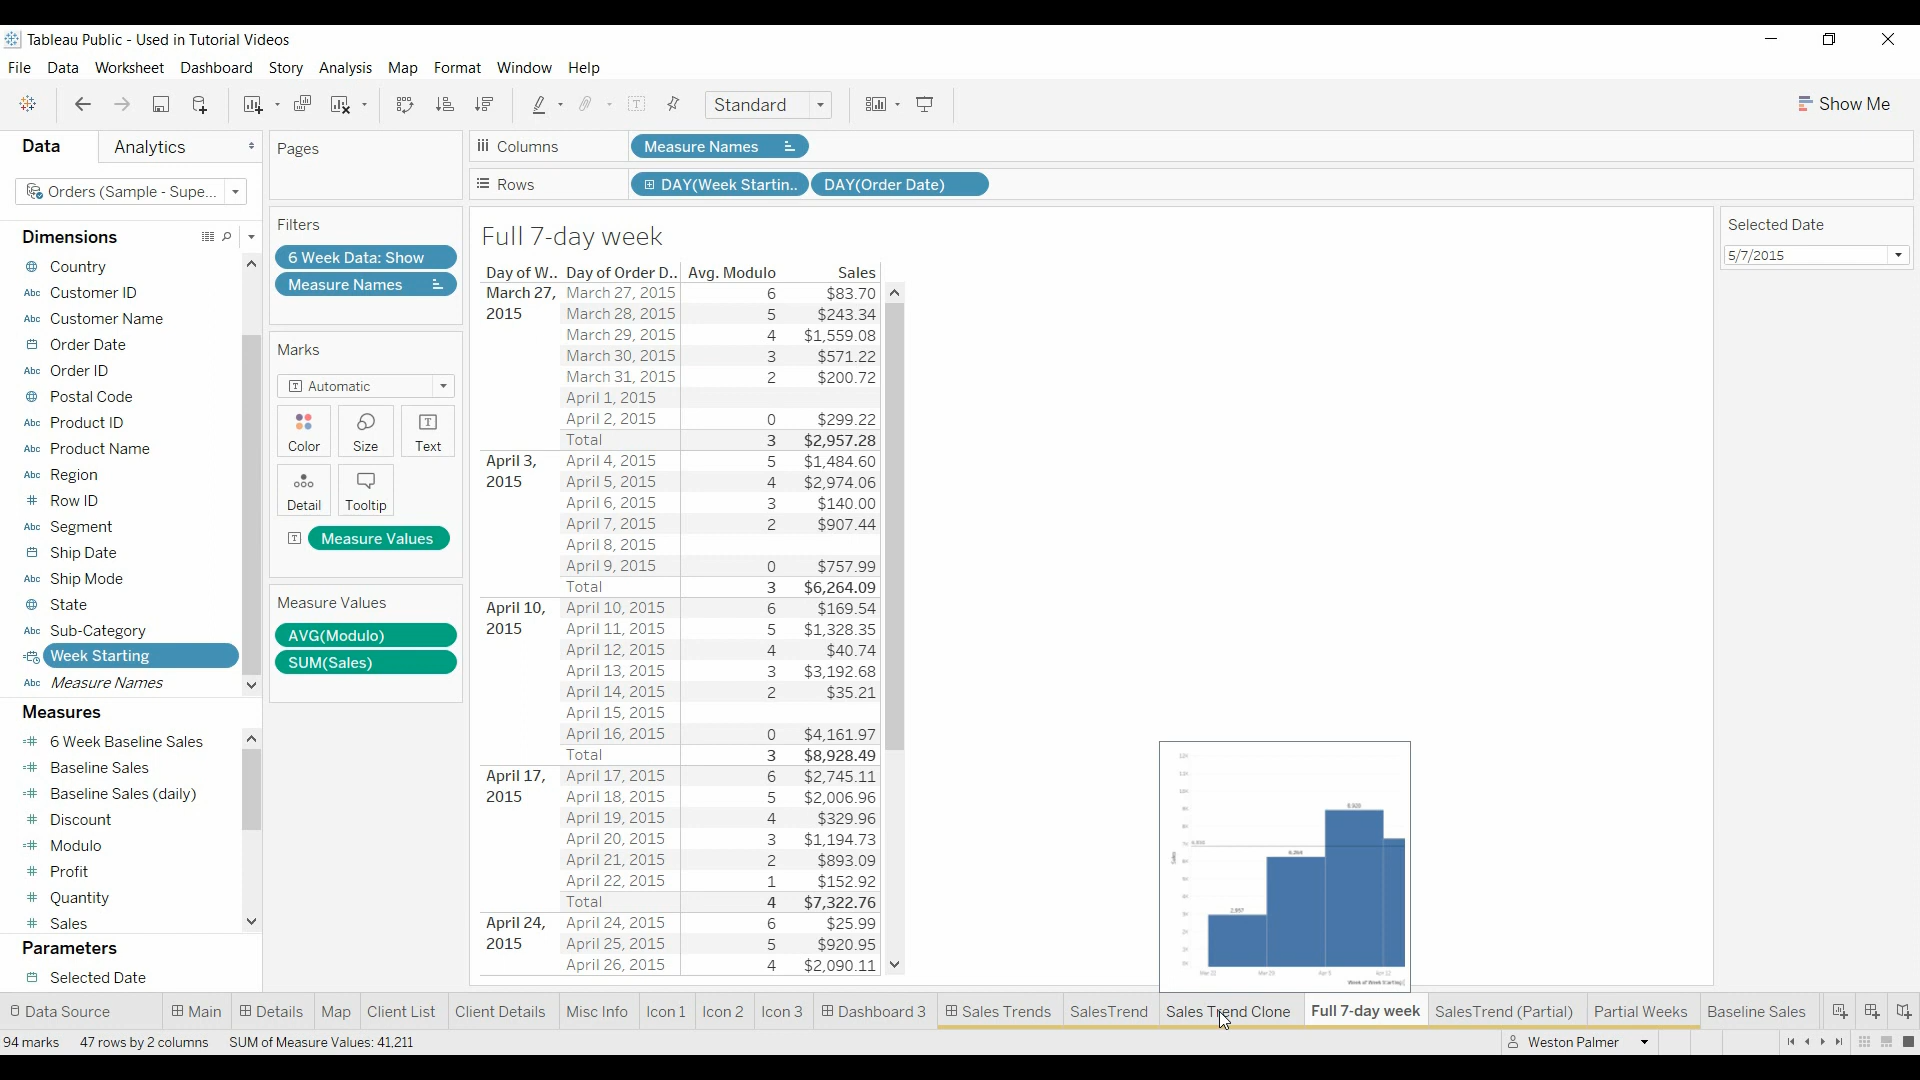 Tableau Public - Used in Tutorial Videos
File Data Worksheet Dashboard Story Analysis Map Format Window Help
Standard
Show Me
Data
Analytics
Orders (Sample - Supe...
Dimensions
Country
Abc Customer ID
Abc Customer Name
Order Date
Abc Order ID
Postal Code
Abc Product ID
Abc Product Name
Abc Region
# Row ID
Abc Segment
Ship Date
Abc Ship Mode
State
Abc Sub-Category
Week Starting
Abc Measure Names
Measures
=# 6 Week Baseline Sales
=# Baseline Sales
=# Baseline Sales (daily)
# Discount
=# Modulo
# Profit
# Quantity
# Sales
Parameters
Selected Date
Pages
Filters
6 Week Data: Show
Measure Names
Marks
Automatic
Color Size Text
Detail Tooltip
Measure Values
Measure Values
AVG(Modulo)
SUM(Sales)
Columns Measure Names
Rows DAY(Week Startin.. DAY(Order Date)
Full 7-day week
Day of W.. Day of Order D.. Avg. Modulo Sales
March 27, 2015 March 27, 2015 6 $83.70
March 28, 2015 5 $243.34
March 29, 2015 4 $1,559.08
March 30, 2015 3 $571.22
March 31, 2015 2 $200.72
April 1, 2015
April 2, 2015 0 $299.22
Total 3 $2,957.28
April 3, 2015 April 4, 2015 5 $1,484.60
April 5, 2015 4 $2,974.06
April 6, 2015 3 $140.00
April 7, 2015 2 $907.44
April 8, 2015
April 9, 2015 0 $757.99
Total 3 $6,264.09
April 10, 2015 April 10, 2015 6 $169.54
April 11, 2015 5 $1,328.35
April 12, 2015 4 $40.74
April 13, 2015 3 $3,192.68
April 14, 2015 2 $35.21
April 15, 2015
April 16, 2015 0 $4,161.97
Total 3 $8,928.49
April 17, 2015 April 17, 2015 6 $2,745.11
April 18, 2015 5 $2,006.96
April 19, 2015 4 $329.96
April 20, 2015 3 $1,194.73
April 21, 2015 2 $893.09
April 22, 2015 1 $152.92
Total 4 $7,322.76
April 24, 2015 April 24, 2015 6 $25.99
April 25, 2015 5 $920.95
April 26, 2015 4 $2,090.11
Selected Date
5/7/2015
Data Source Main Details Map Client List Client Details Misc Info Icon 1 Icon 2 Icon 3 Dashboard 3 Sales Trends SalesTrend Sales Trend Clone Full 7-day week SalesTrend (Partial) Partial Weeks Baseline Sales
94 marks 47 rows by 2 columns SUM of Measure Values: 41,211
Weston Palmer